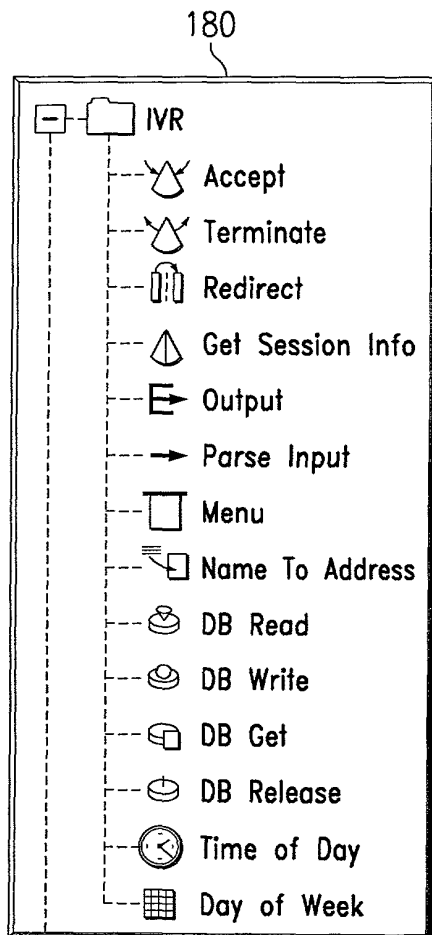 180
IVR
Accept
Terminate
Redirect
Get Session Info
Output
Parse Input
Menu
Name To Address
DB Read
DB Write
DB Get
DB Release
Time of Day
Day of Week